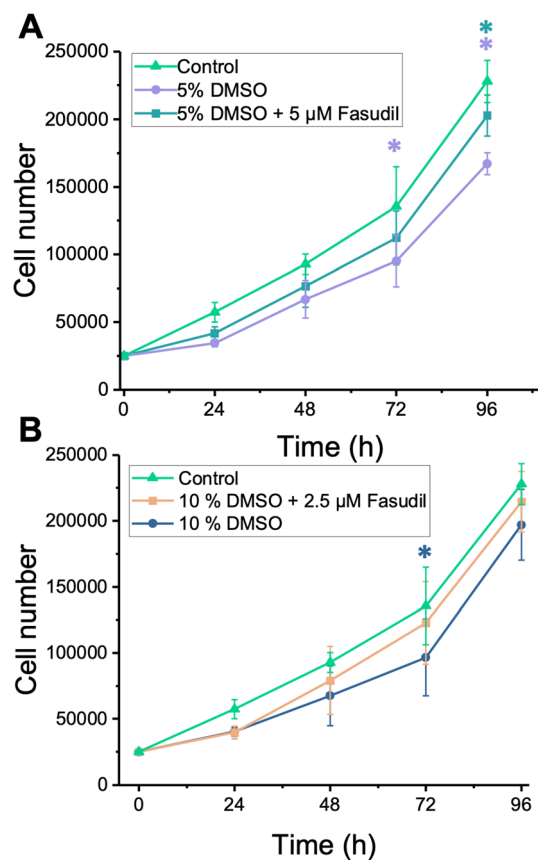 A
250000
200000
150000
100000
50000
0
Cell number
Control
5% DMSO
5% DMSO + 5 µM Fasudil
*
*
*
0 24 48 72 96
Time (h)
B
250000
200000
150000
100000
50000
0
Cell number
Control
10 % DMSO + 2.5 µM Fasudil
10 % DMSO
*
0 24 48 72 96
Time (h)